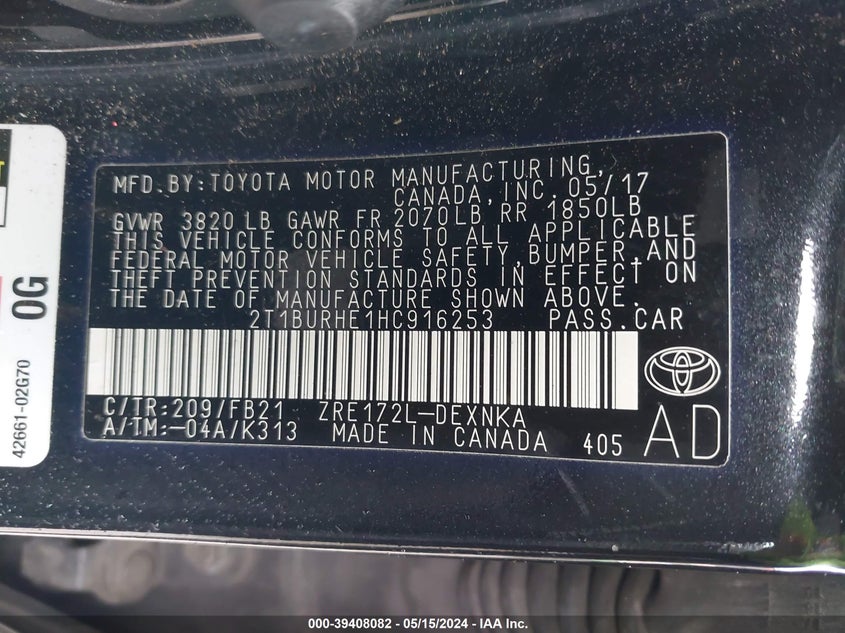 MFD. BY: TOYOTA MOTOR MANUFACTURING,
CANADA, INC. 05/17
GVWR 3820 LB GAWR FR 2070LB RR 1850LB
THIS VEHICLE CONFORMS TO ALL APPLICABLE
FEDERAL MOTOR VEHICLE SAFETY, BUMPER, AND
THEFT PREVENTION STANDARDS IN EFFECT ON
THE DATE OF MANUFACTURE SHOWN ABOVE.
2T1BURHE1HC916253 PASS. CAR
C/TR: 209/FB21 ZRE172L-DEXNKA
A/TM: -04A/K313 MADE IN CANADA 405
AD
0G
42661-02G70
000-39408082 - 05/15/2024 - IAA Inc.